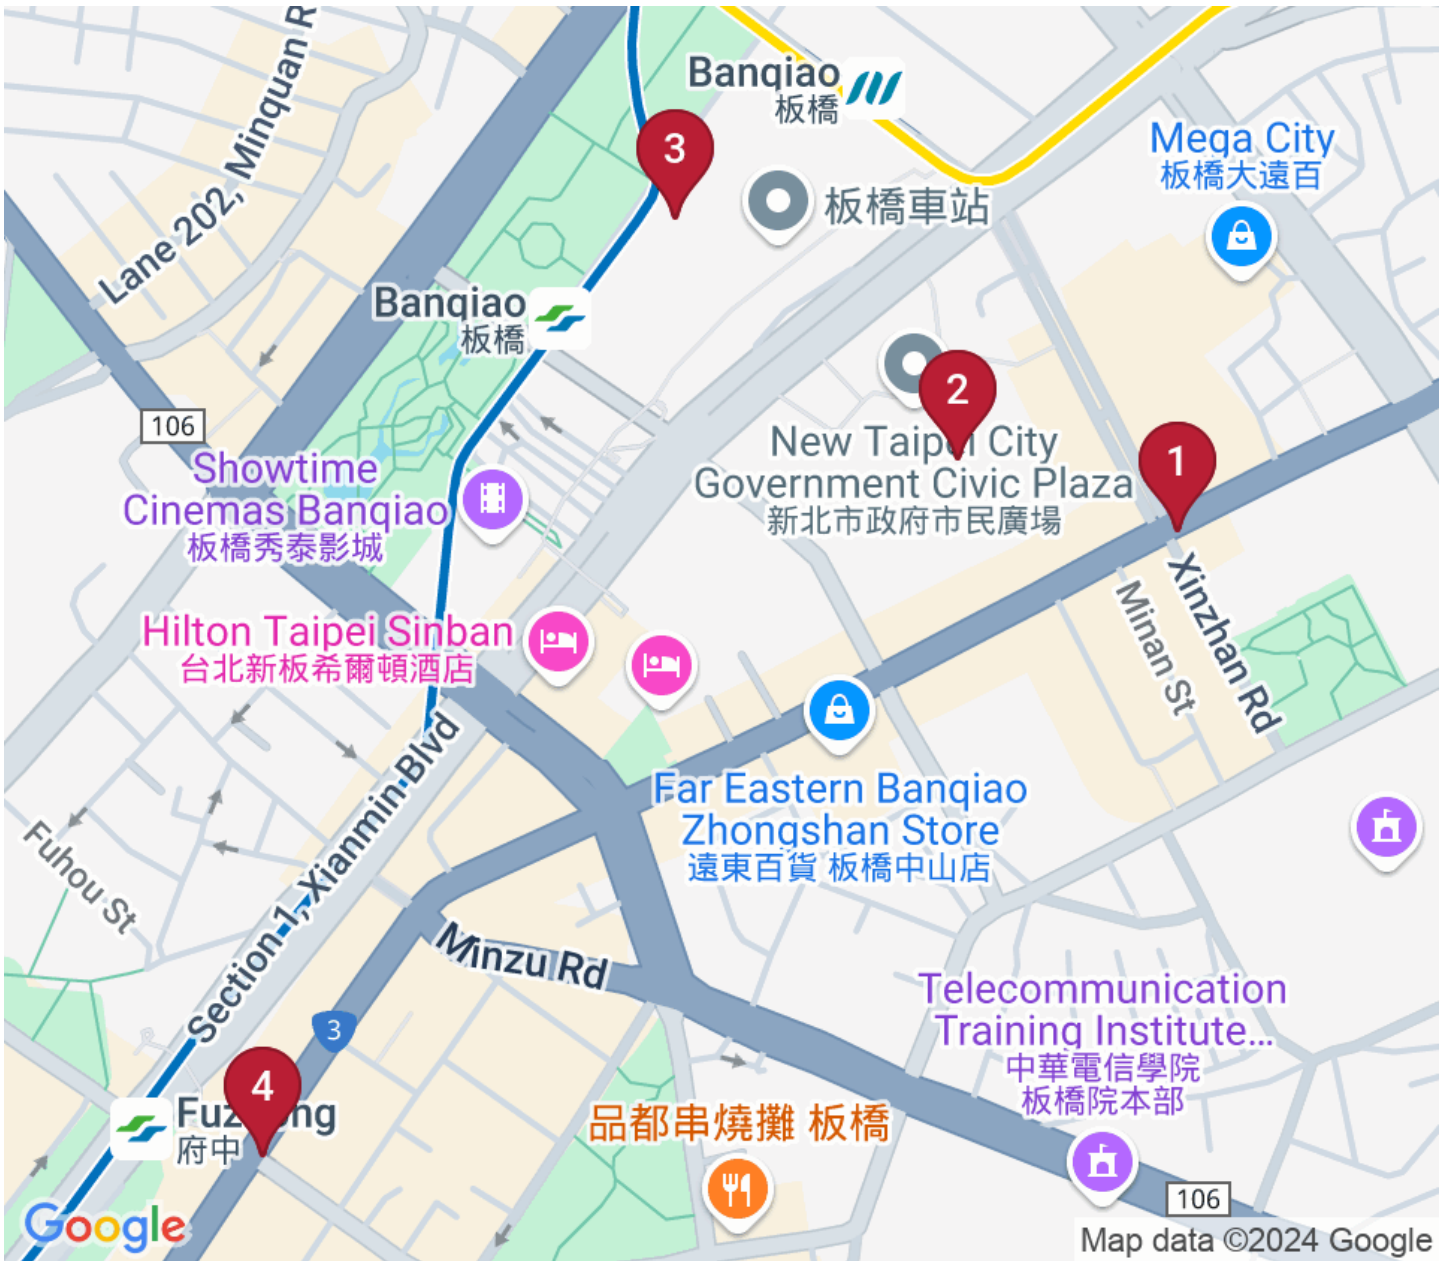 Lane 202, Minquan R
Banqiao
板橋
3
Mega City
板橋大遠百
板橋車站
Banqiao
板橋
106
2
New Taipei City
Government Civic Plaza
新北市政府市民廣場
1
Showtime
Cinemas Banqiao
板橋秀泰影城
Hilton Taipei Sinban
台北新板希爾頓酒店
Minan St
Xinzhan Rd
Far Eastern Banqiao
Zhongshan Store
遠東百貨 板橋中山店
Fuhou St
Section 1, Xianmin Blvd
Minzu Rd
3
Telecommunication
Training Institute...
中華電信學院
板橋院本部
4
Fuzhong
府中
品都串燒攤 板橋
106
Google
Map data ©2024 Google